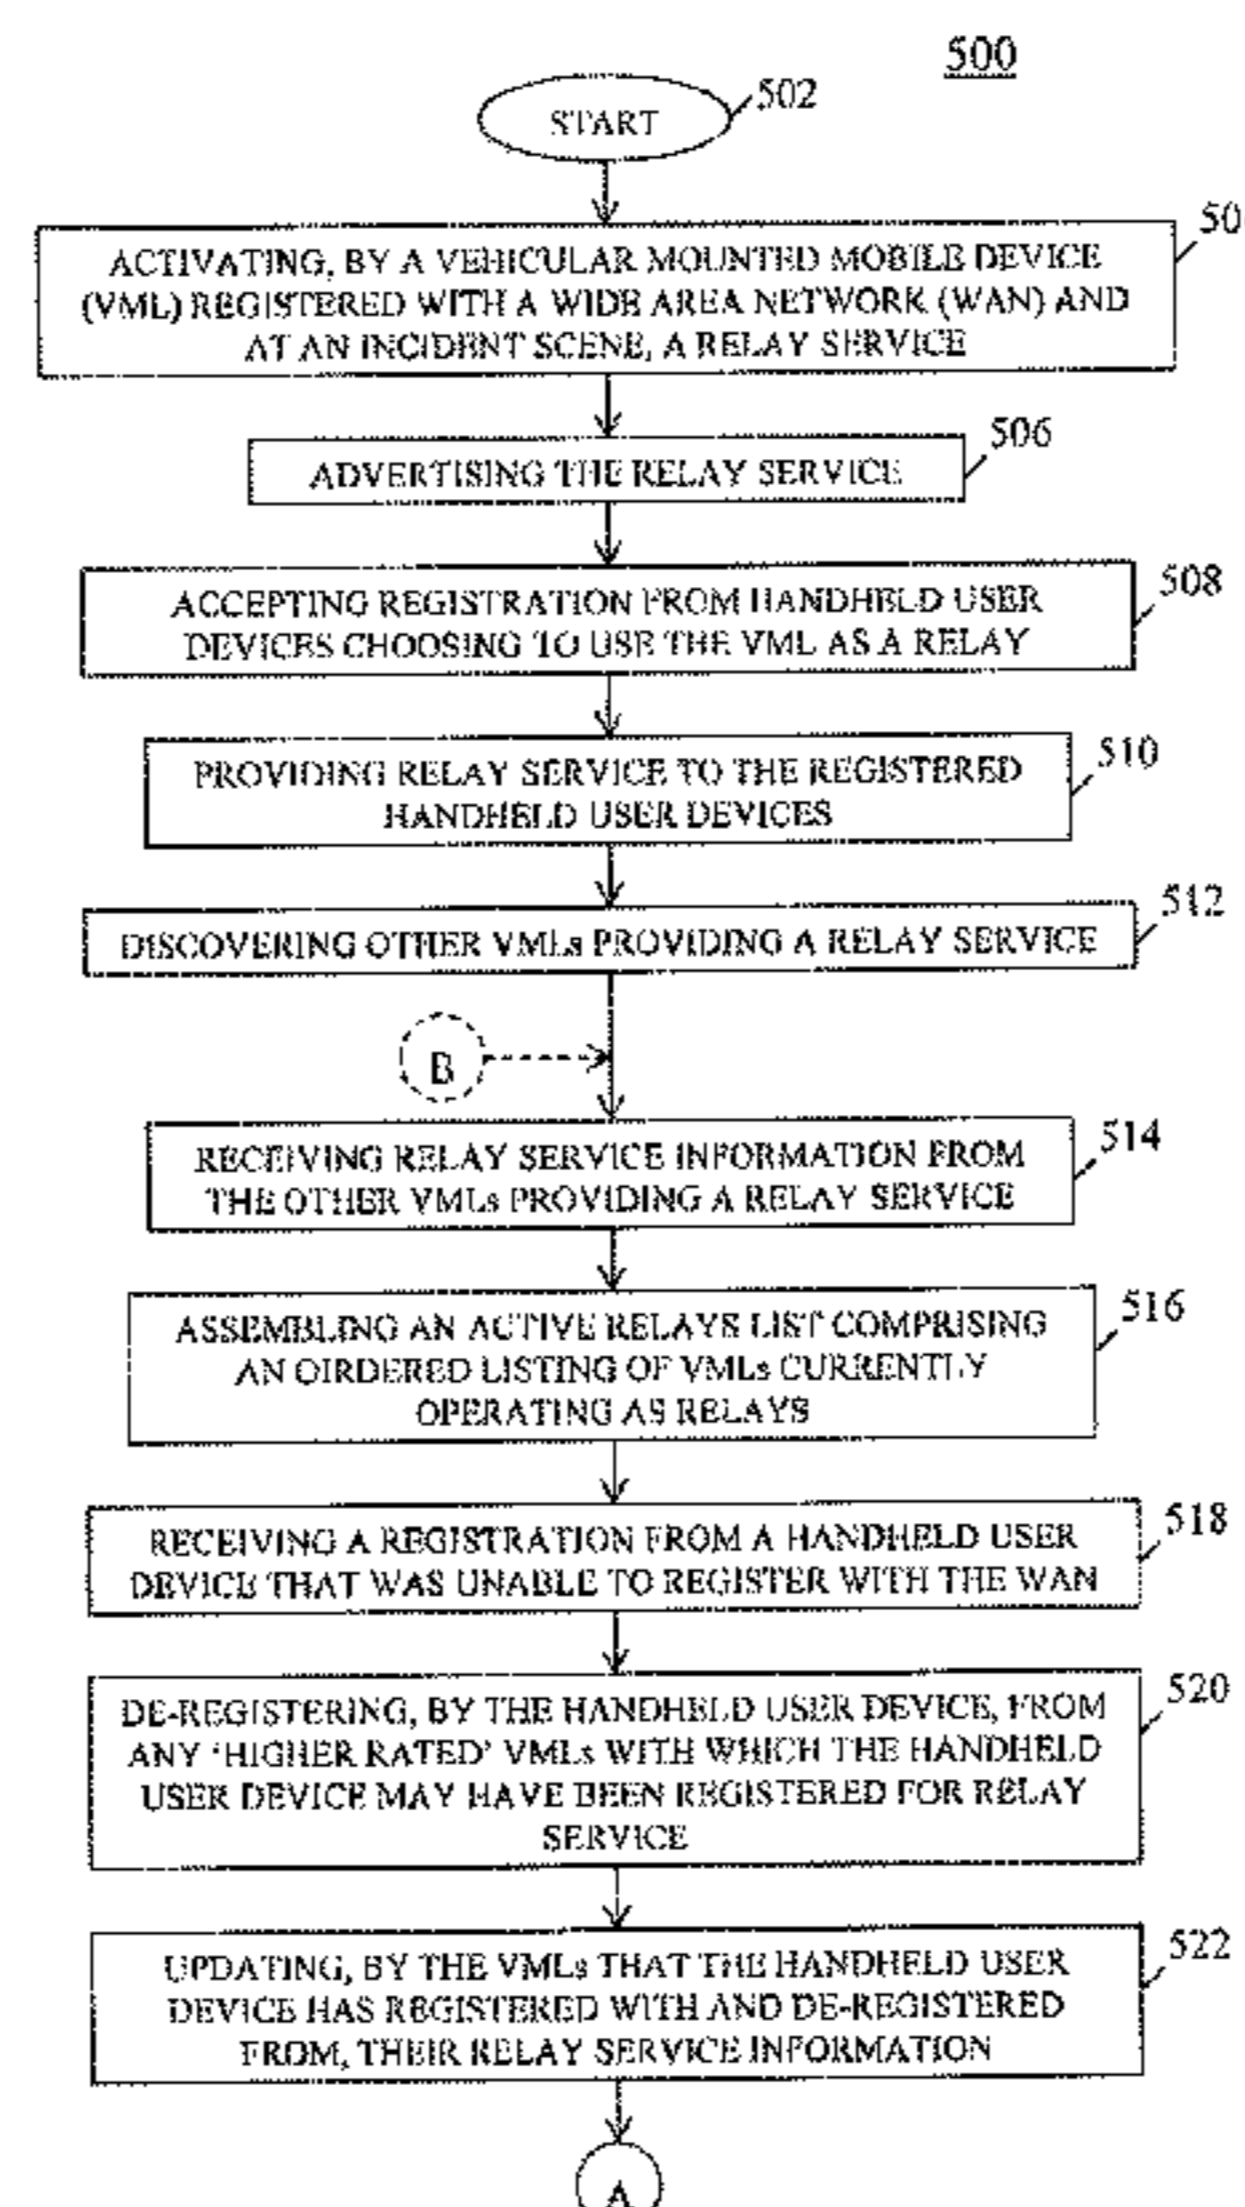 500
START
502
50
ACTIVATING, BY A VEHICULAR MOUNTED MOBILE DEVICE
(VML) REGISTERED WITH A WIDE AREA NETWORK (WAN) AND
AT AN INCIDENT SCENE, A RELAY SERVICE
506
ADVERTISING THE RELAY SERVICE
508
ACCEPTING REGISTRATION FROM HANDHELD USER
DEVICES CHOOSING TO USE THE VML AS A RELAY
510
PROVIDING RELAY SERVICE TO THE REGISTERED
HANDHELD USER DEVICES
512
DISCOVERING OTHER VMLs PROVIDING A RELAY SERVICE
B
514
RECEIVING RELAY SERVICE INFORMATION FROM
THE OTHER VMLs PROVIDING A RELAY SERVICE
516
ASSEMBLING AN ACTIVE RELAYS LIST COMPRISING
AN OIRDERED LISTING OF VMLs CURRENTLY
OPERATING AS RELAYS
518
RECEIVING A REGISTRATION FROM A HANDHELD USER
DEVICE THAT WAS UNABLE TO REGISTER WITH THE WAN
520
DE-REGISTERING, BY THE HANDHELD USER DEVICE, FROM
ANY ‘HIGHER RATED’ VMLs WITH WHICH THE HANDHELD
USER DEVICE MAY HAVE BEEN REGISTERED FOR RELAY
SERVICE
522
UPDATING, BY THE VMLs THAT THE HANDHELD USER
DEVICE HAS REGISTERED WITH AND DE-REGISTERED
FROM, THEIR RELAY SERVICE INFORMATION
A